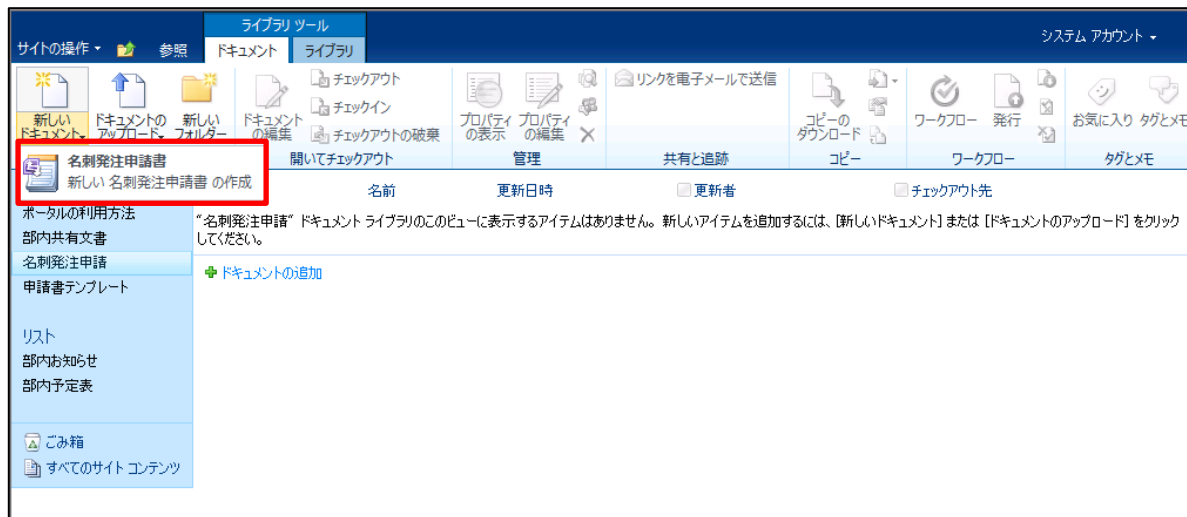 ライブラリ ツール
サイトの操作 参照 ドキュメント ライブラリ システム アカウント
新しいドキュメント
ドキュメントのアップロード
新しいフォルダー
ドキュメントの編集
チェックアウト
チェックイン
チェックアウトの破棄
プロパティの表示
プロパティの編集
リンクを電子メールで送信
コピーのダウンロード
ワークフロー
発行
お気に入り
タグとメモ
開いてチェックアウト 管理 共有と追跡 コピー ワークフロー タグとメモ
名刺発注申請書
新しい 名刺発注申請書 の作成
名前 更新日時 更新者 チェックアウト先
"名刺発注申請" ドキュメント ライブラリのこのビューに表示するアイテムはありません。新しいアイテムを追加するには、[新しいドキュメント] または [ドキュメントのアップロード] をクリック
してください。
ドキュメントの追加
ポータルの利用方法
部内共有文書
名刺発注申請
申請書テンプレート
リスト
部内お知らせ
部内予定表
ごみ箱
すべてのサイト コンテンツ